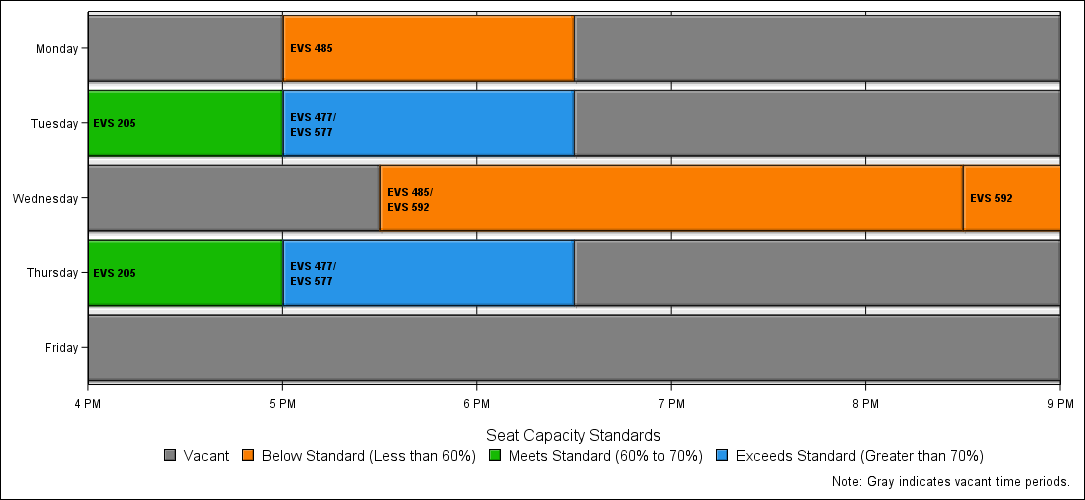 Monday
EVS 485
Tuesday
EVS 205
EVS 477/
EVS 577
Wednesday
EVS 485/
EVS 592
EVS 592
Thursday
EVS 205
EVS 477/
EVS 577
Friday
4 PM 5 PM 6 PM 7 PM 8 PM 9 PM
Seat Capacity Standards
Vacant Below Standard (Less than 60%) Meets Standard (60% to 70%) Exceeds Standard (Greater than 70%)
Note: Gray indicates vacant time periods.